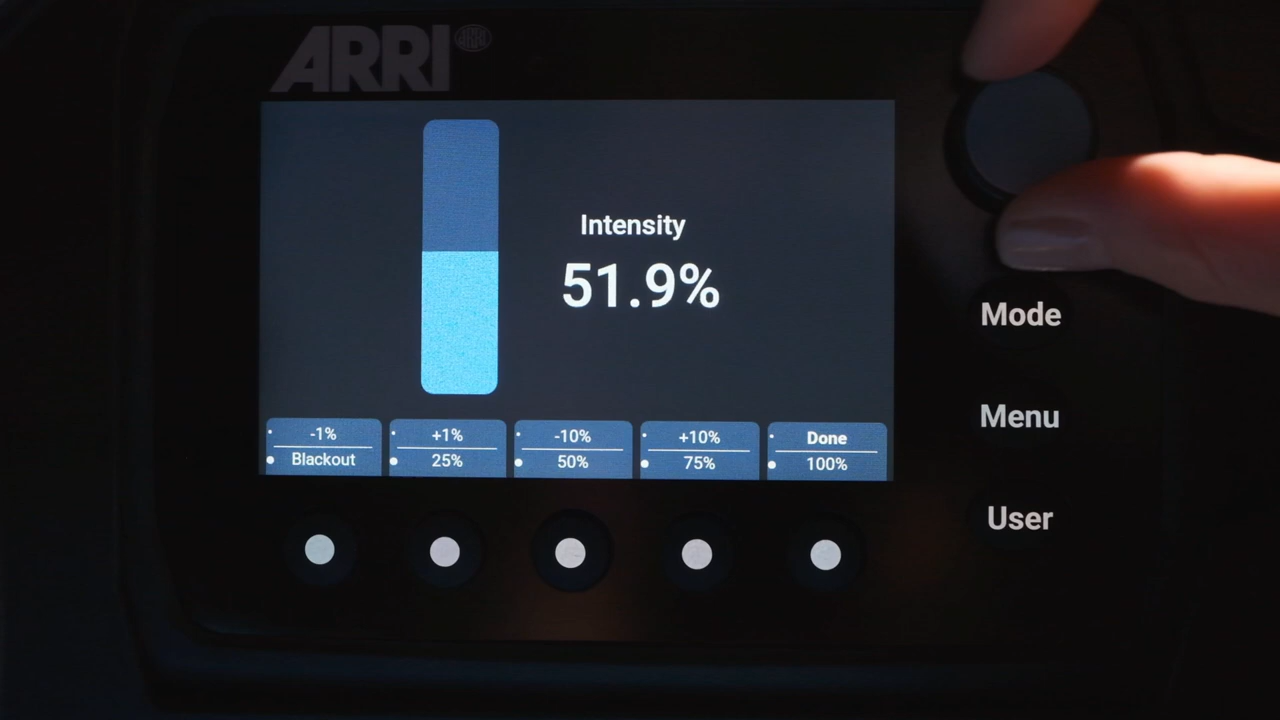 ARRI
Intensity
51.9%
-1%
Blackout
+1%
25%
-10%
50%
+10%
75%
Done
100%
Mode
Menu
User